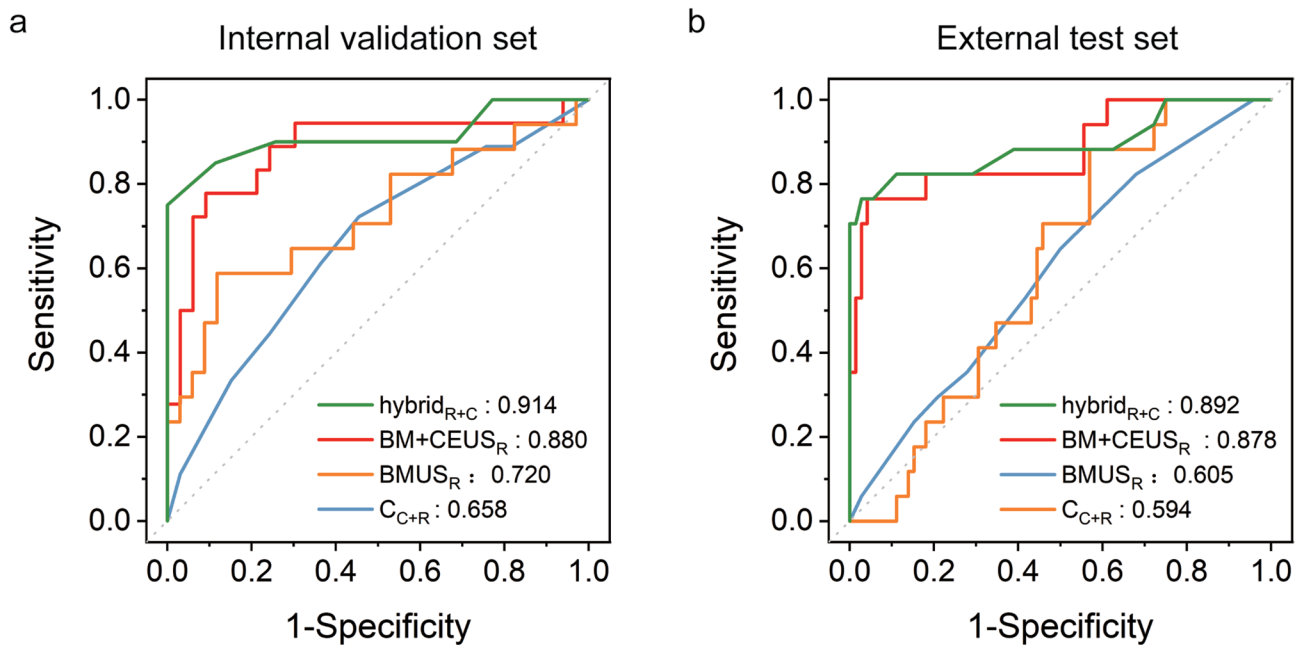 a
Internal validation set
Sensitivity
1.0
0.8
0.6
0.4
0.2
0.0
hybridR+C : 0.914
BM+CEUSR : 0.880
BMUSR： 0.720
CC+R : 0.658
0.0 0.2 0.4 0.6 0.8 1.0
1-Specificity
b
External test set
Sensitivity
1.0
0.8
0.6
0.4
0.2
0.0
hybridR+C : 0.892
BM+CEUSR : 0.878
BMUSR : 0.605
CC+R : 0.594
0.0 0.2 0.4 0.6 0.8 1.0
1-Specificity